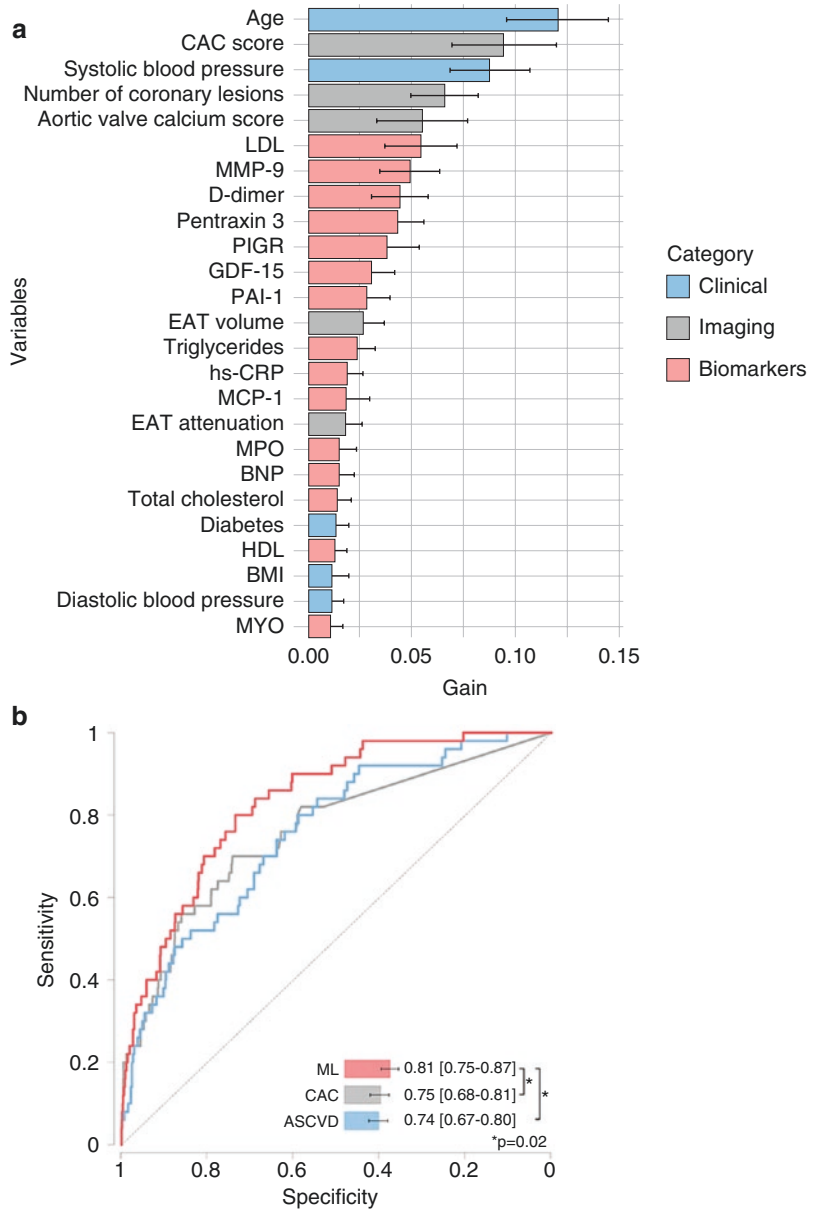 a
Variables
Age
CAC score
Systolic blood pressure
Number of coronary lesions
Aortic valve calcium score
LDL
MMP-9
D-dimer
Pentraxin 3
PIGR
GDF-15
PAI-1
EAT volume
Triglycerides
hs-CRP
MCP-1
EAT attenuation
MPO
BNP
Total cholesterol
Diabetes
HDL
BMI
Diastolic blood pressure
MYO
0.00 0.05 0.10 0.15
Gain
Category
Clinical
Imaging
Biomarkers
b
Sensitivity
1
0.8
0.6
0.4
0.2
0
ML 0.81 [0.75-0.87]
CAC 0.75 [0.68-0.81]
ASCVD 0.74 [0.67-0.80]
* *
*p=0.02
1 0.8 0.6 0.4 0.2 0
Specificity